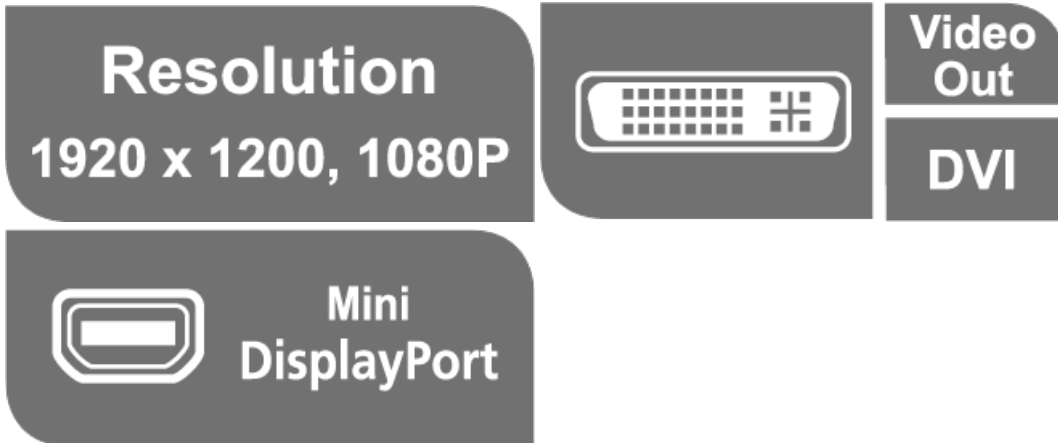 Resolution
1920 x 1200, 1080P
Video
Out
DVI
Mini
DisplayPort